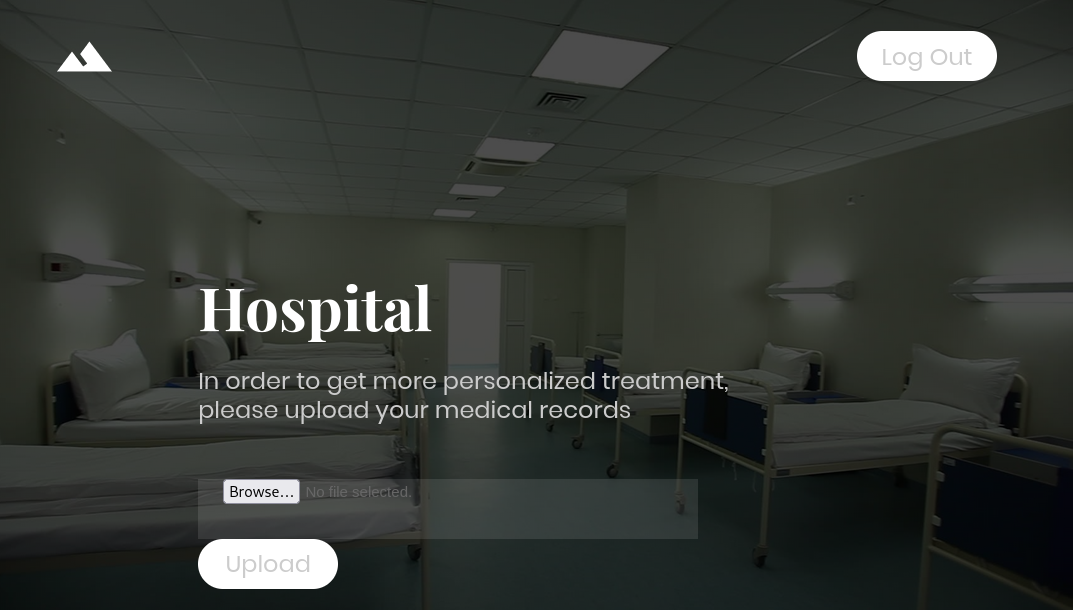 Log Out
Hospital
In order to get more personalized treatment,
please upload your medical records
Browse... No file selected.
Upload